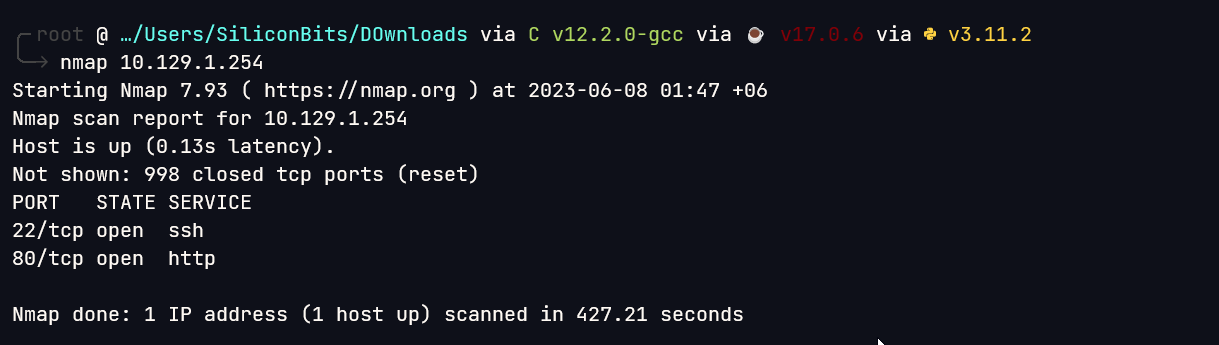 root @ …/Users/SiliconBits/DOwnloads via C v12.2.0-gcc via ☕ v17.0.6 via v3.11.2
nmap 10.129.1.254
Starting Nmap 7.93 ( https://nmap.org ) at 2023-06-08 01:47 +06
Nmap scan report for 10.129.1.254
Host is up (0.13s latency).
Not shown: 998 closed tcp ports (reset)
PORT   STATE SERVICE
22/tcp open  ssh
80/tcp open  http
Nmap done: 1 IP address (1 host up) scanned in 427.21 seconds